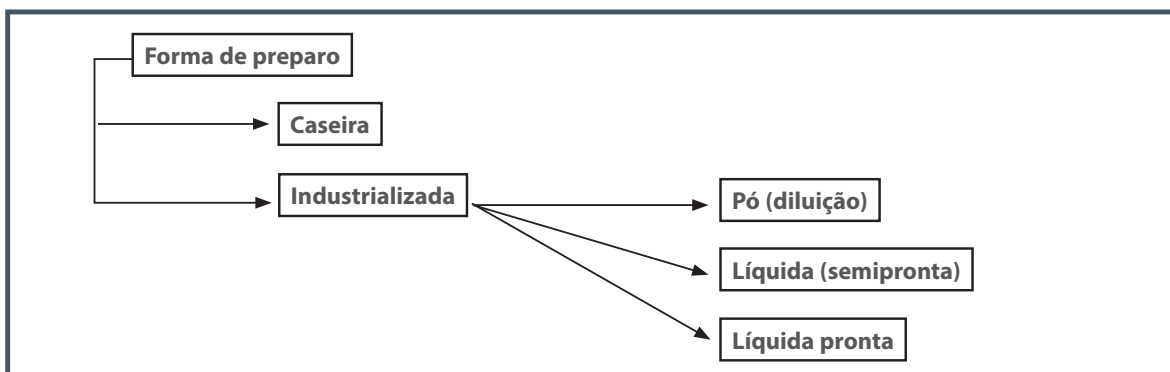 Forma de preparo
Caseira
Industrializada
Pó (diluição)
Líquida (semipronta)
Líquida pronta